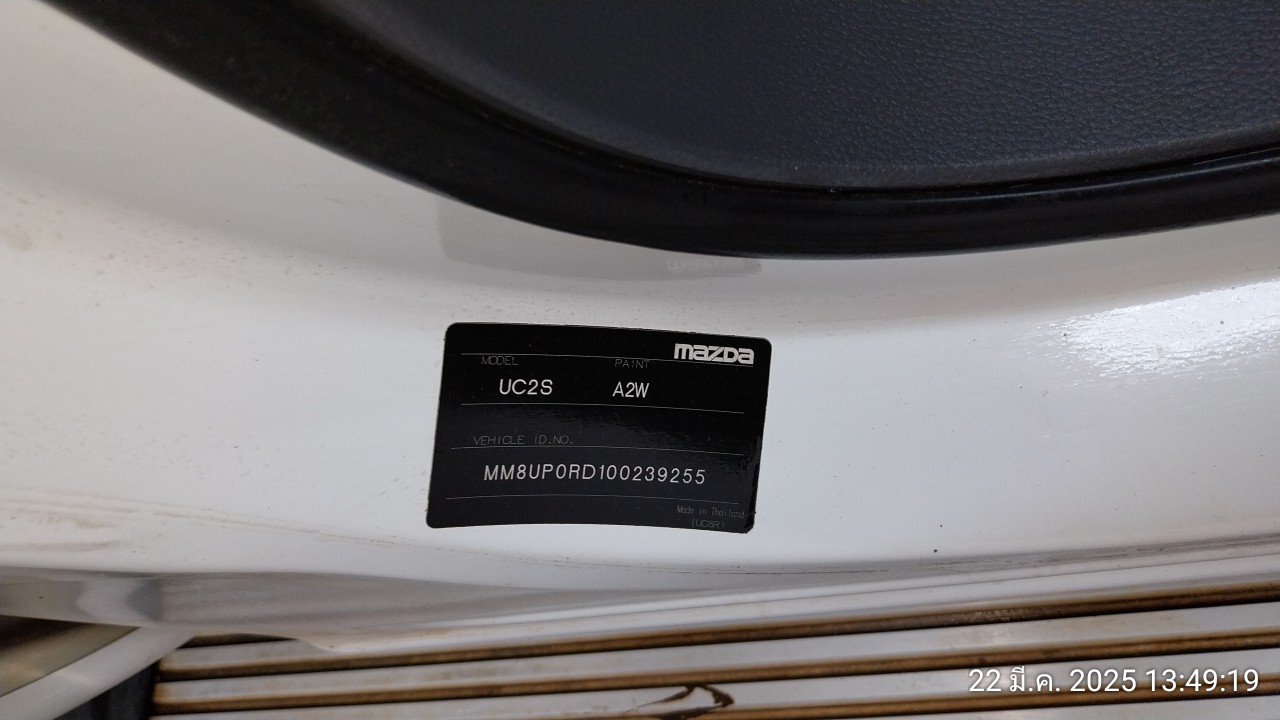 mazda
MODEL PAINT
UC2S A2W
VEHICLE ID.NO.
MM8UP0RD100239255
Made in Thailand
(UC8R)
22 มี.ค. 2025 13:49:19